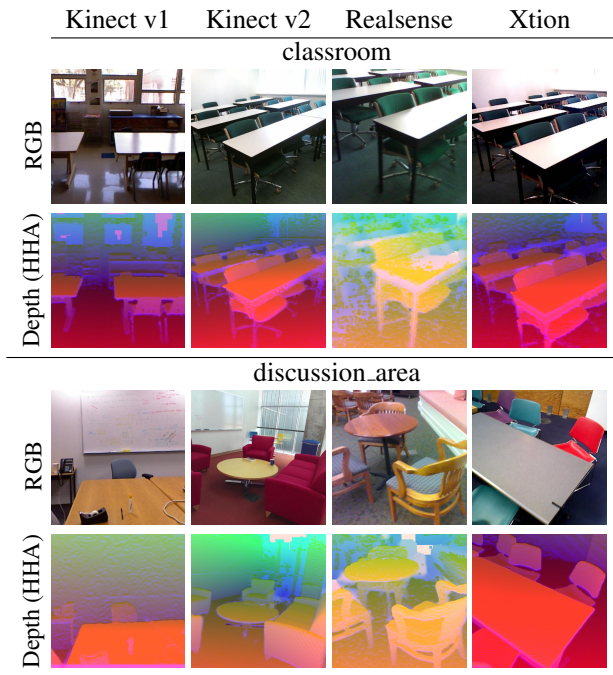 Kinect v1 Kinect v2 Realsense Xtion
classroom
RGB
Depth (HHA)
discussion_area
RGB
Depth (HHA)